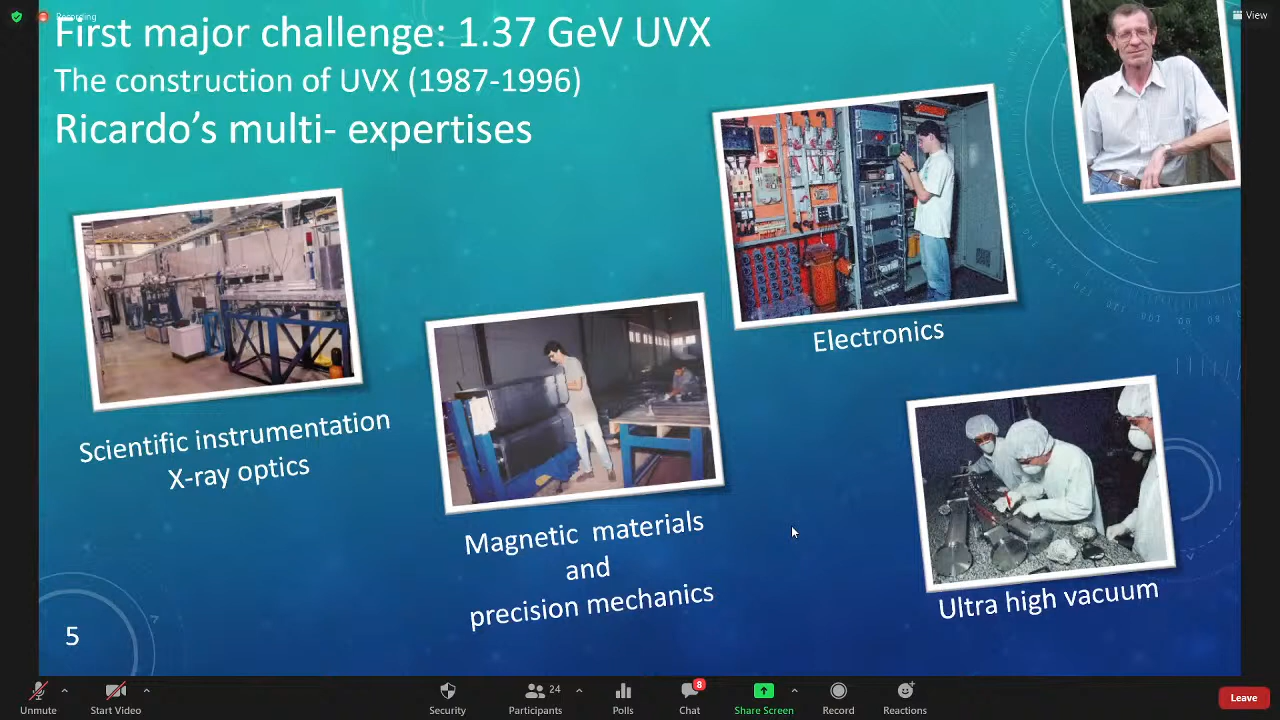 Recording
View
First major challenge: 1.37 GeV UVX
The construction of UVX (1987-1996)
Ricardo's multi- expertises
Electronics
Scientific instrumentation
X-ray optics
Magnetic materials
and
precision mechanics
Ultra high vacuum
5
Unmute
Start Video
Security
24
Participants
Polls
8
Chat
Share Screen
Record
Reactions
Leave